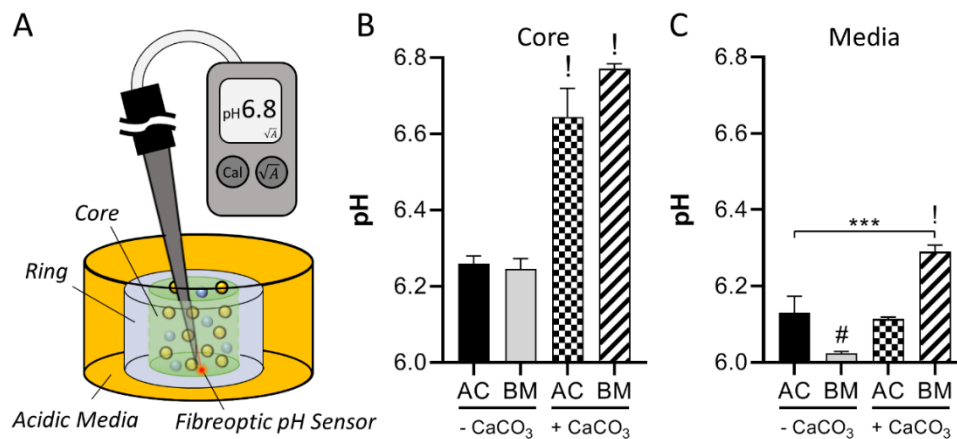 A
pH6.8
√A
Cal
√A
Core
Ring
Acidic Media
Fibreoptic pH Sensor
B
Core
pH
6.8
6.6
6.4
6.2
6.0
!
!
AC BM AC BM
- CaCO₃ + CaCO₃
C
Media
pH
6.8
6.6
6.4
6.2
6.0
***
!
#
AC BM AC BM
- CaCO₃ + CaCO₃